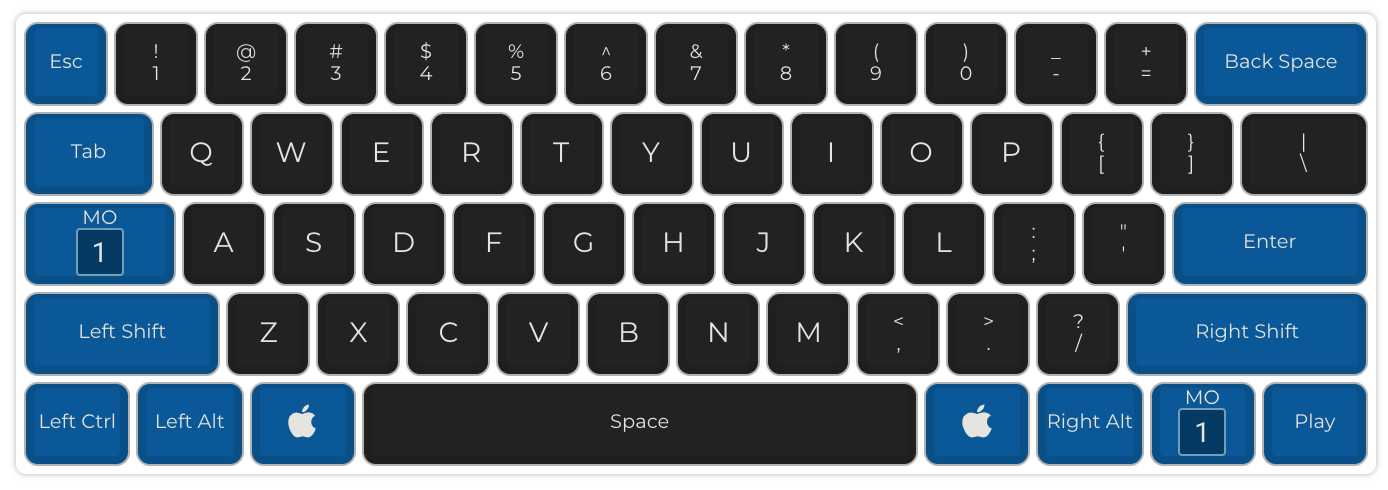 Esc ! @ # $ % ^ & * ( ) _ + Back Space
1 2 3 4 5 6 7 8 9 0 - =
Tab Q W E R T Y U I O P { } |
[ ] \
MO
1 A S D F G H J K L : " Enter
; '
Left Shift Z X C V B N M < > ? Right Shift
, . /
Left Ctrl Left Alt Space Right Alt MO Play
1